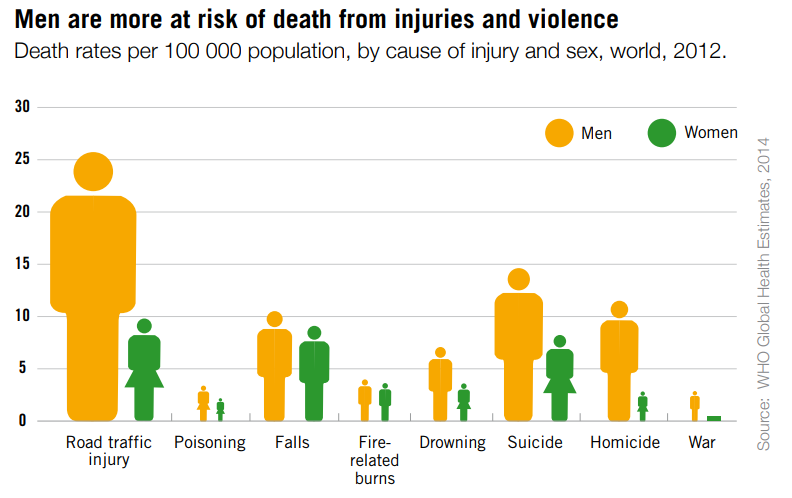 Men are more at risk of death from injuries and violence
Death rates per 100 000 population, by cause of injury and sex, world, 2012.
30
Men
Women
25
20
15
10
5
0
Road traffic
injury
Poisoning
Falls
Fire-
related
burns
Drowning
Suicide
Homicide
War
Source: WHO Global Health Estimates, 2014